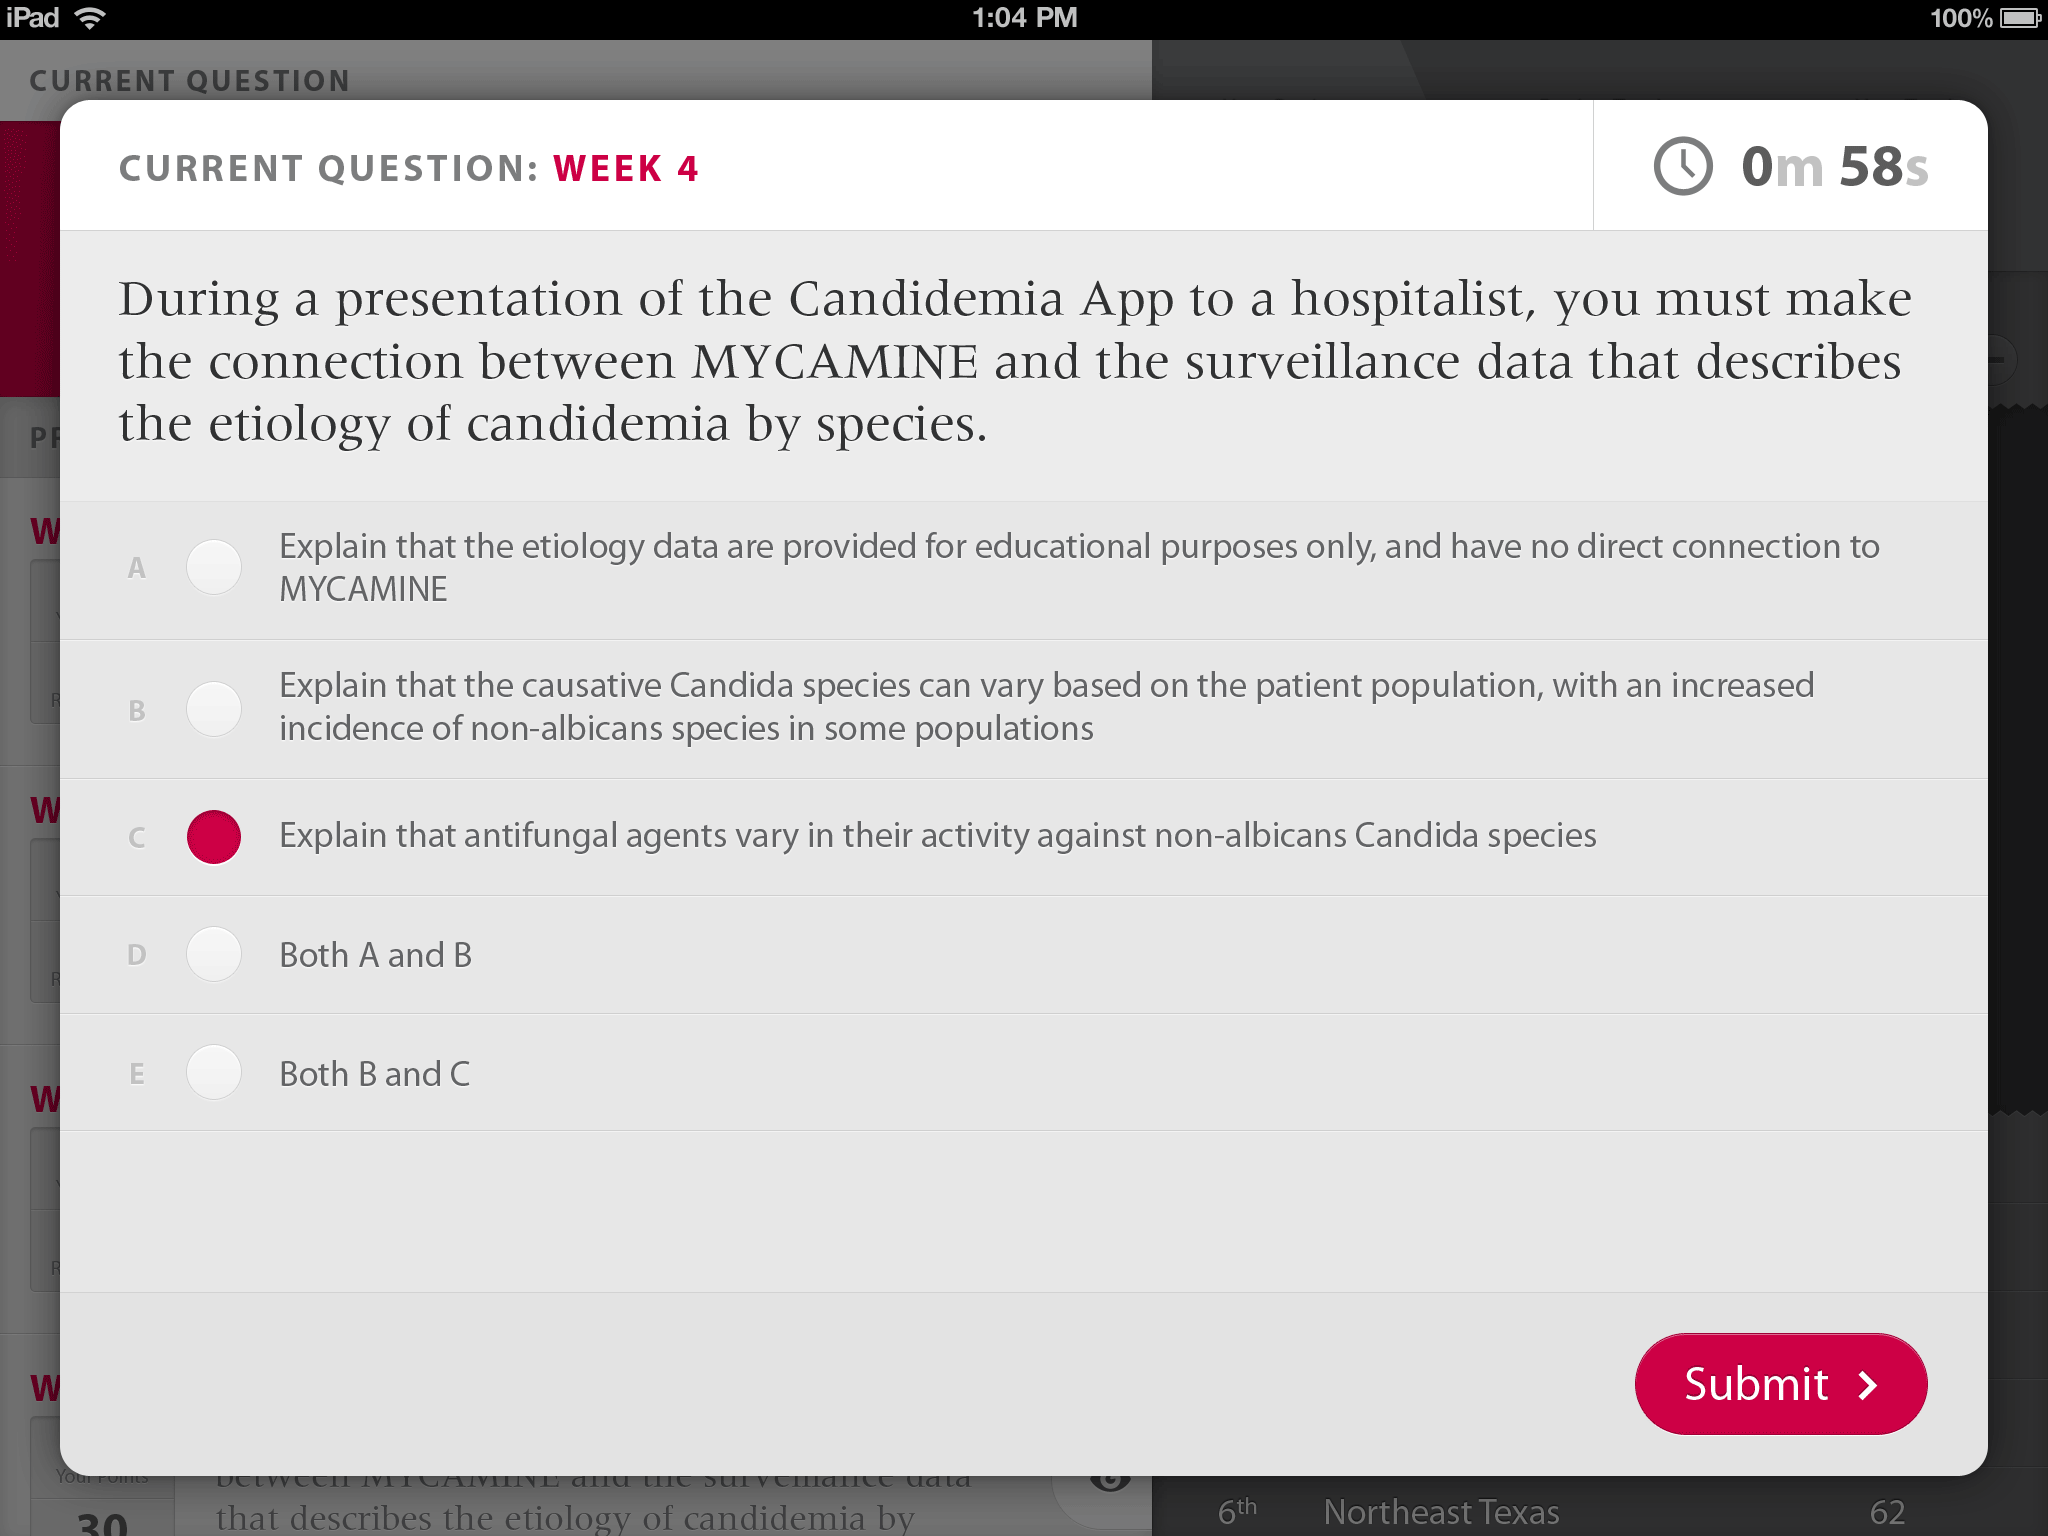 iPad
1:04 PM
100%
CURRENT QUESTION
CURRENT QUESTION: WEEK 4
0m 58s
During a presentation of the Candidemia App to a hospitalist, you must make
the connection between MYCAMINE and the surveillance data that describes
the etiology of candidemia by species.
A
Explain that the etiology data are provided for educational purposes only, and have no direct connection to
MYCAMINE
B
Explain that the causative Candida species can vary based on the patient population, with an increased
incidence of non-albicans species in some populations
C
Explain that antifungal agents vary in their activity against non-albicans Candida species
D
Both A and B
E
Both B and C
Submit
Your Points
30
between MYCAMINE and the surveillance data
that describes the etiology of candidemia by
6th Northeast Texas 62